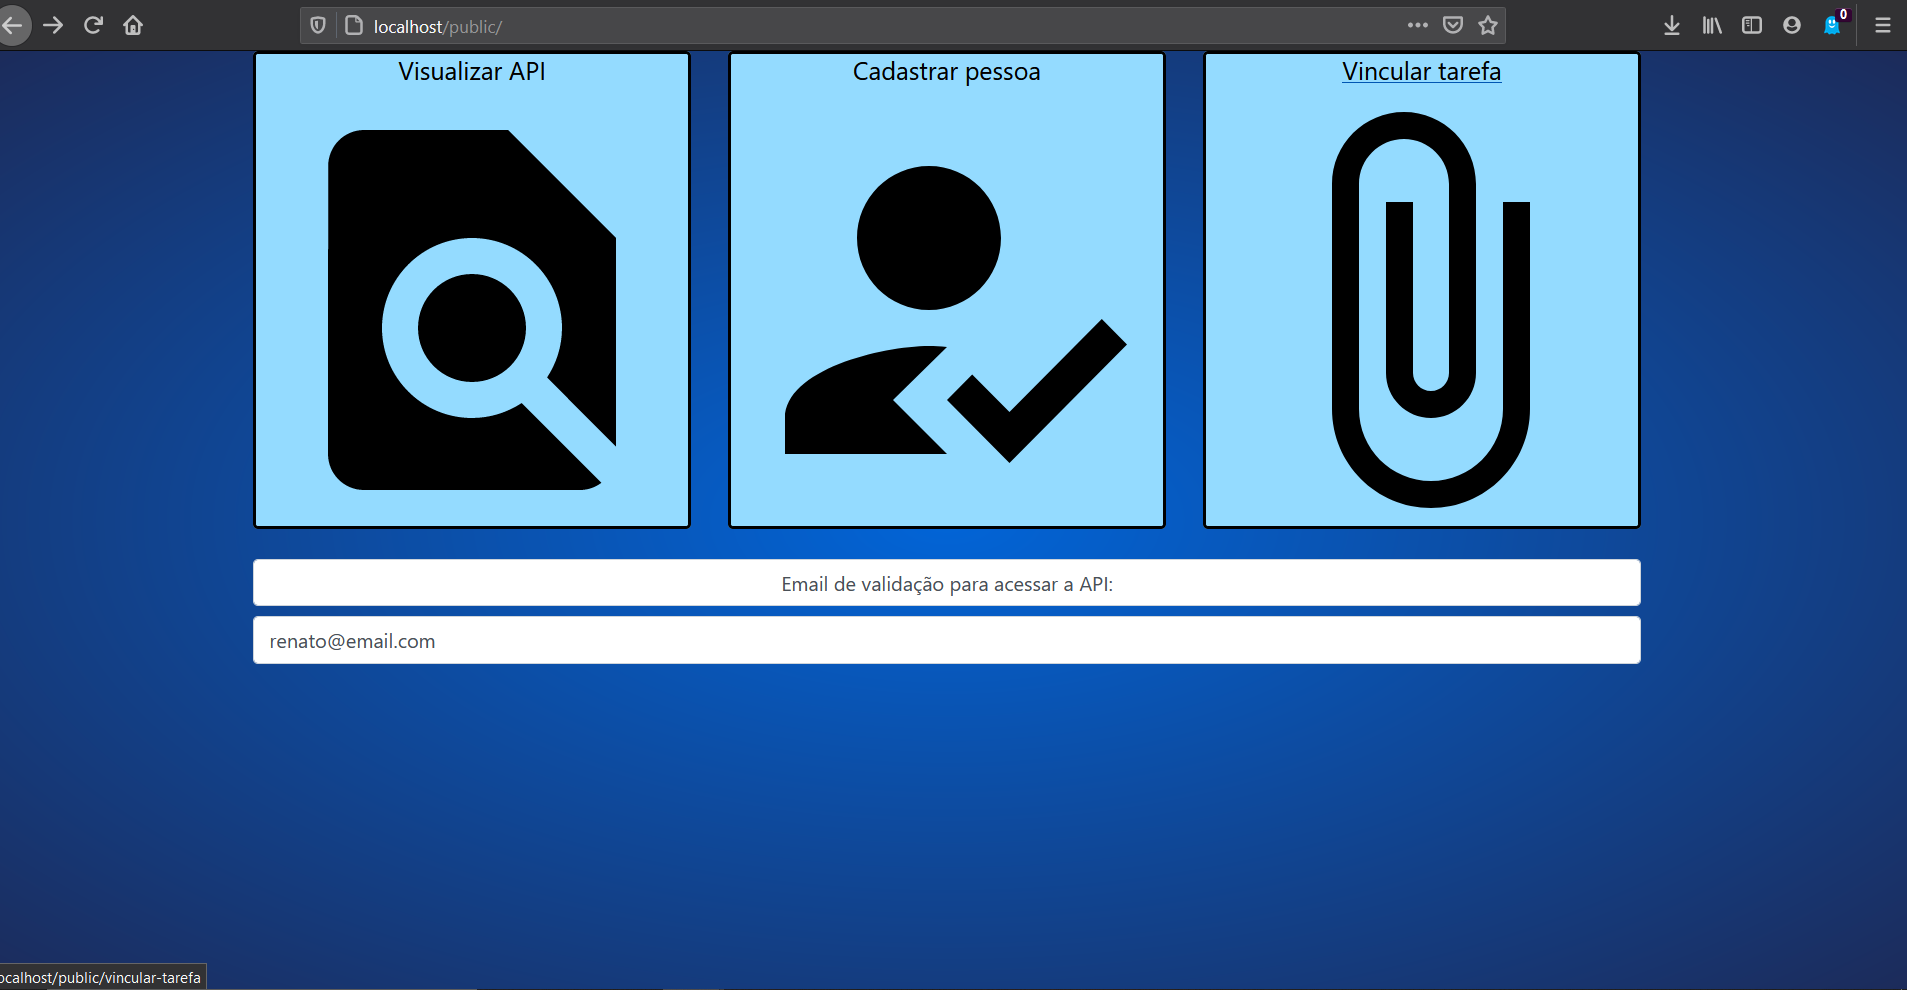 localhost/public/
0
Visualizar API
Cadastrar pessoa
Vincular tarefa
Email de validação para acessar a API:
renato@email.com
ocalhost/public/vincular-tarefa